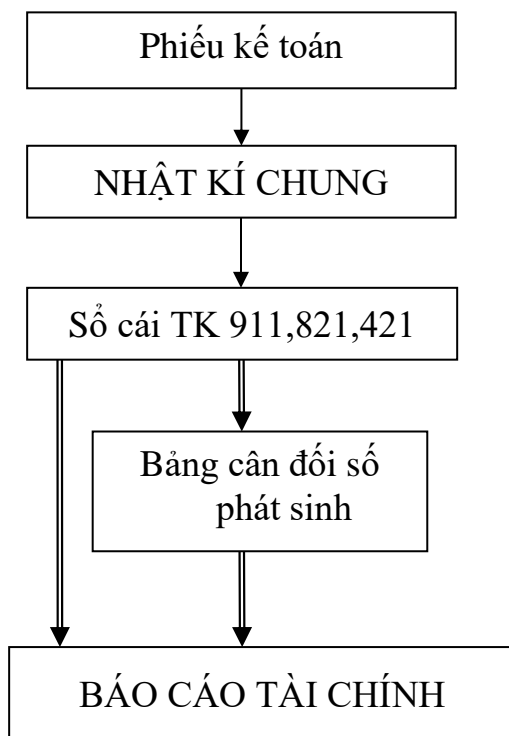 Phiếu kế toán
NHẬT KÍ CHUNG
Sổ cái TK 911,821,421
Bảng cân đối số
phát sinh
BÁO CÁO TÀI CHÍNH